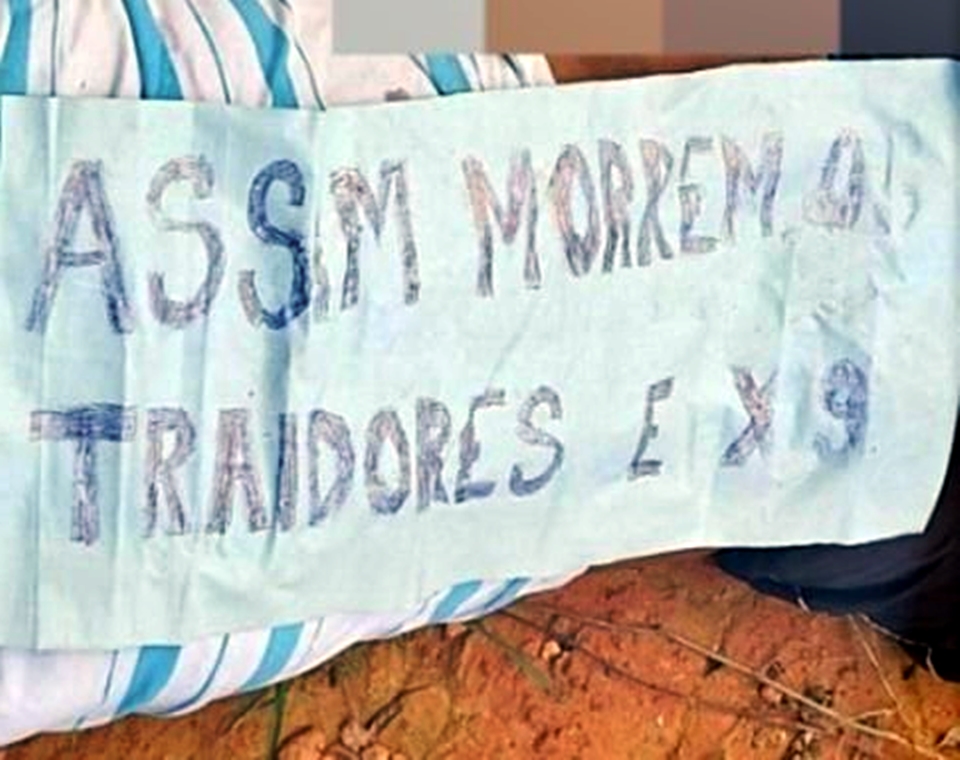 ASSIM MORREM
TRAIDORES E X9